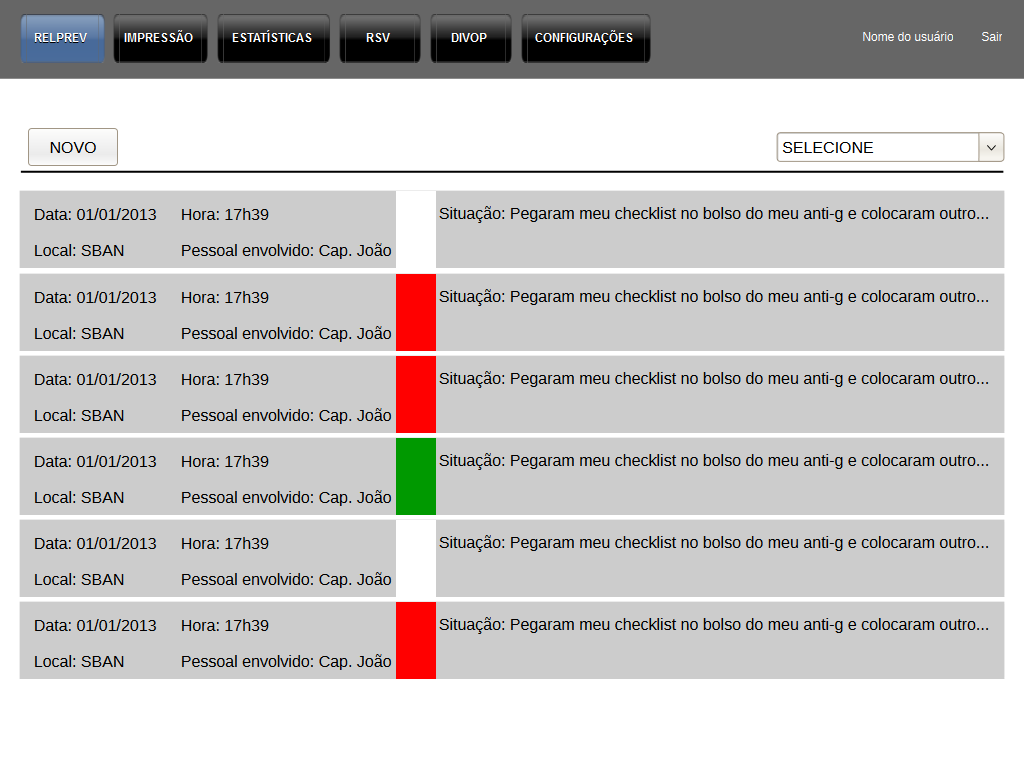 RELPREV IMPRESSÃO ESTATÍSTICAS RSV DIVOP CONFIGURAÇÕES Nome do usuário Sair
NOVO SELECIONE
Data: 01/01/2013 Hora: 17h39 Situação: Pegaram meu checklist no bolso do meu anti-g e colocaram outro...
Local: SBAN Pessoal envolvido: Cap. João
Data: 01/01/2013 Hora: 17h39 Situação: Pegaram meu checklist no bolso do meu anti-g e colocaram outro...
Local: SBAN Pessoal envolvido: Cap. João
Data: 01/01/2013 Hora: 17h39 Situação: Pegaram meu checklist no bolso do meu anti-g e colocaram outro...
Local: SBAN Pessoal envolvido: Cap. João
Data: 01/01/2013 Hora: 17h39 Situação: Pegaram meu checklist no bolso do meu anti-g e colocaram outro...
Local: SBAN Pessoal envolvido: Cap. João
Data: 01/01/2013 Hora: 17h39 Situação: Pegaram meu checklist no bolso do meu anti-g e colocaram outro...
Local: SBAN Pessoal envolvido: Cap. João
Data: 01/01/2013 Hora: 17h39 Situação: Pegaram meu checklist no bolso do meu anti-g e colocaram outro...
Local: SBAN Pessoal envolvido: Cap. João